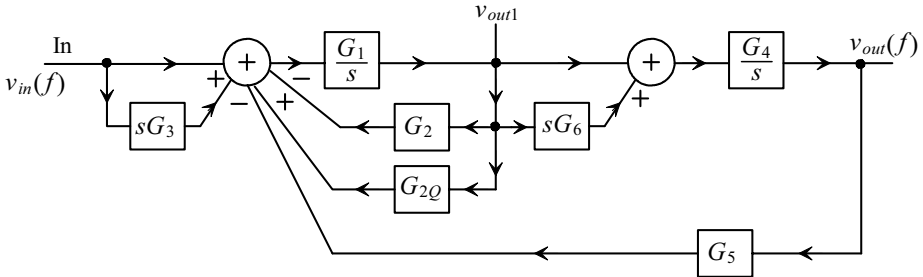 v_out1
In
v_in(f)
G_1
s
G_4
s
v_out(f)
+
+
+
−
−
+
+
+
sG_3
G_2
sG_6
G_2Q
G_5